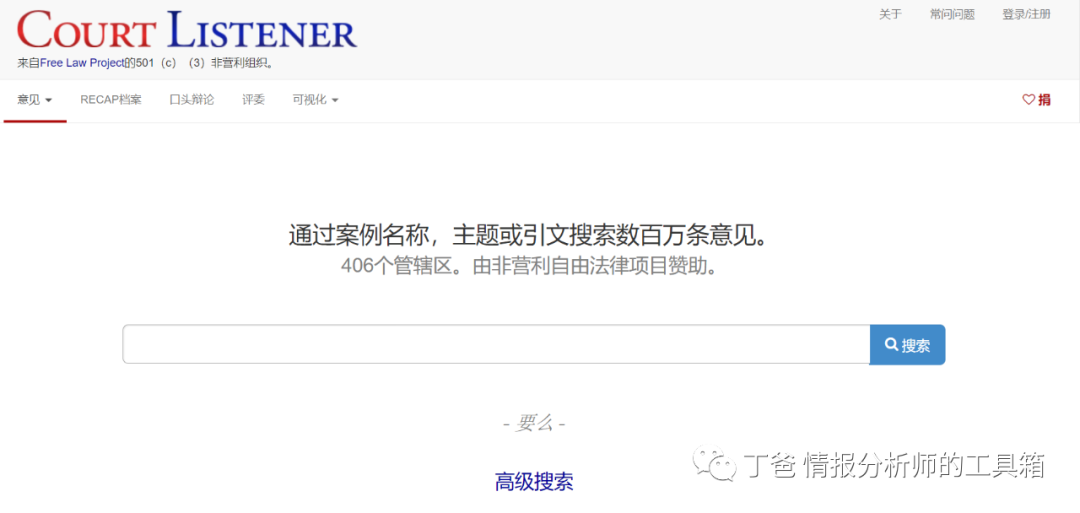 COURT LISTENER
关于 常问问题 登录/注册
来自Free Law Project的501（c）（3）非营利组织。
意见 RECAP档案 口头辩论 评委 可视化 捐
通过案例名称，主题或引文搜索数百万条意见。
406个管辖区。由非营利自由法律项目赞助。
搜索
- 要么 -
高级搜索
丁爸 情报分析师的工具箱